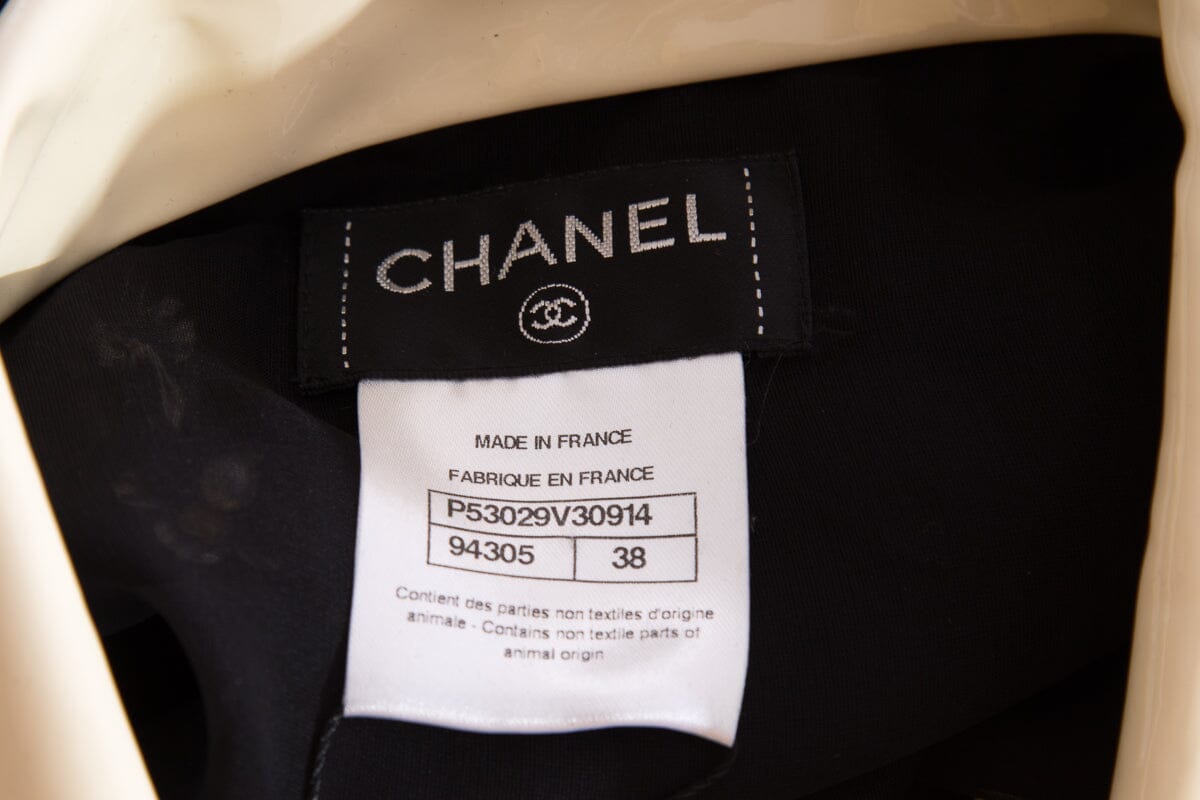 CHANEL
MADE IN FRANCE
FABRIQUE EN FRANCE
P53029V30914
94305 38
Contient des parties non textiles d'origine
animale - Contains non textile parts of
animal origin